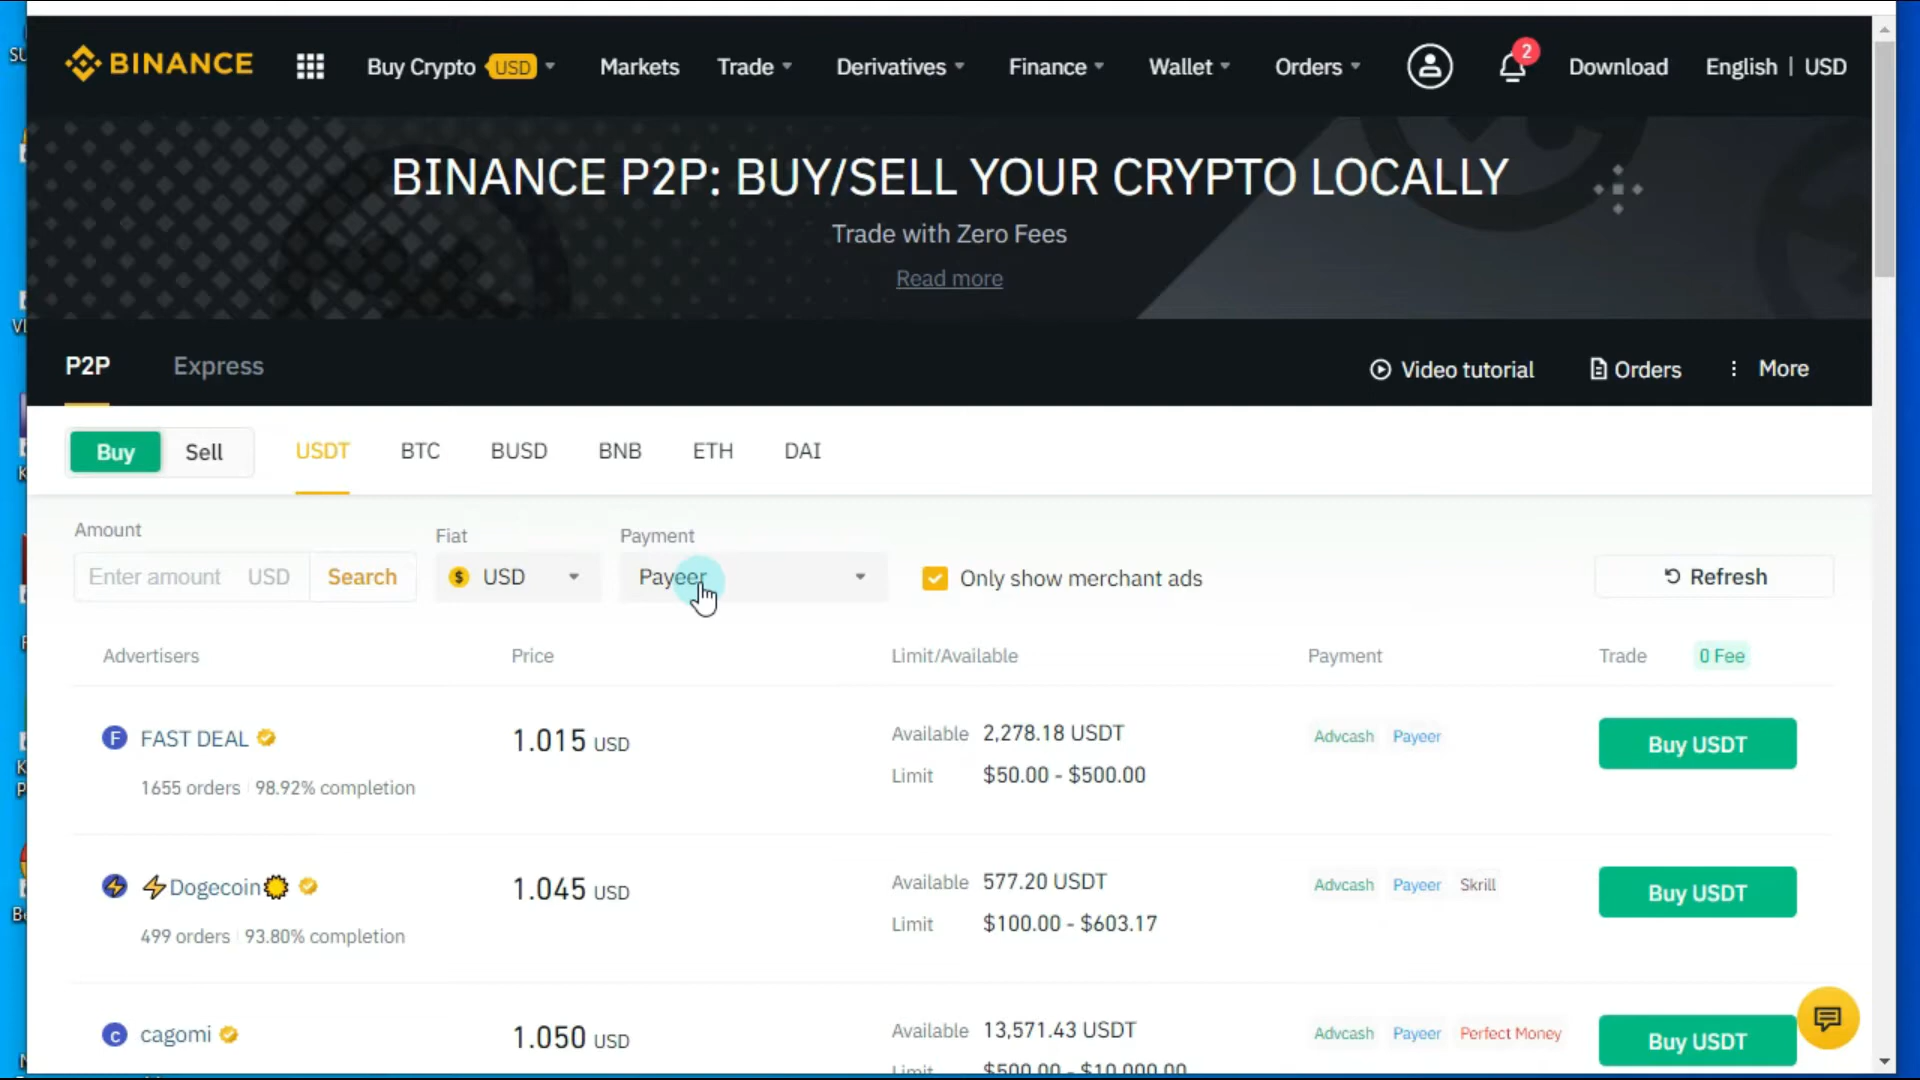 BINANCE
Buy Crypto USD Markets Trade Derivatives Finance Wallet Orders 2 Download English | USD
BINANCE P2P: BUY/SELL YOUR CRYPTO LOCALLY
Trade with Zero Fees
Read more
P2P Express Video tutorial Orders More
Buy Sell USDT BTC BUSD BNB ETH DAI
Amount Fiat Payment
Enter amount USD Search $ USD Payeer Only show merchant ads Refresh
Advertisers Price Limit/Available Payment Trade 0 Fee
F FAST DEAL 1.015 USD Available 2,278.18 USDT Advcash Payeer Buy USDT
1655 orders 98.92% completion Limit $50.00 - $500.00
Dogecoin 1.045 USD Available 577.20 USDT Advcash Payeer Skrill Buy USDT
499 orders 93.80% completion Limit $100.00 - $603.17
c cagomi 1.050 USD Available 13,571.43 USDT Advcash Payeer Perfect Money Buy USDT
Limit $500.00 - $10,000.00